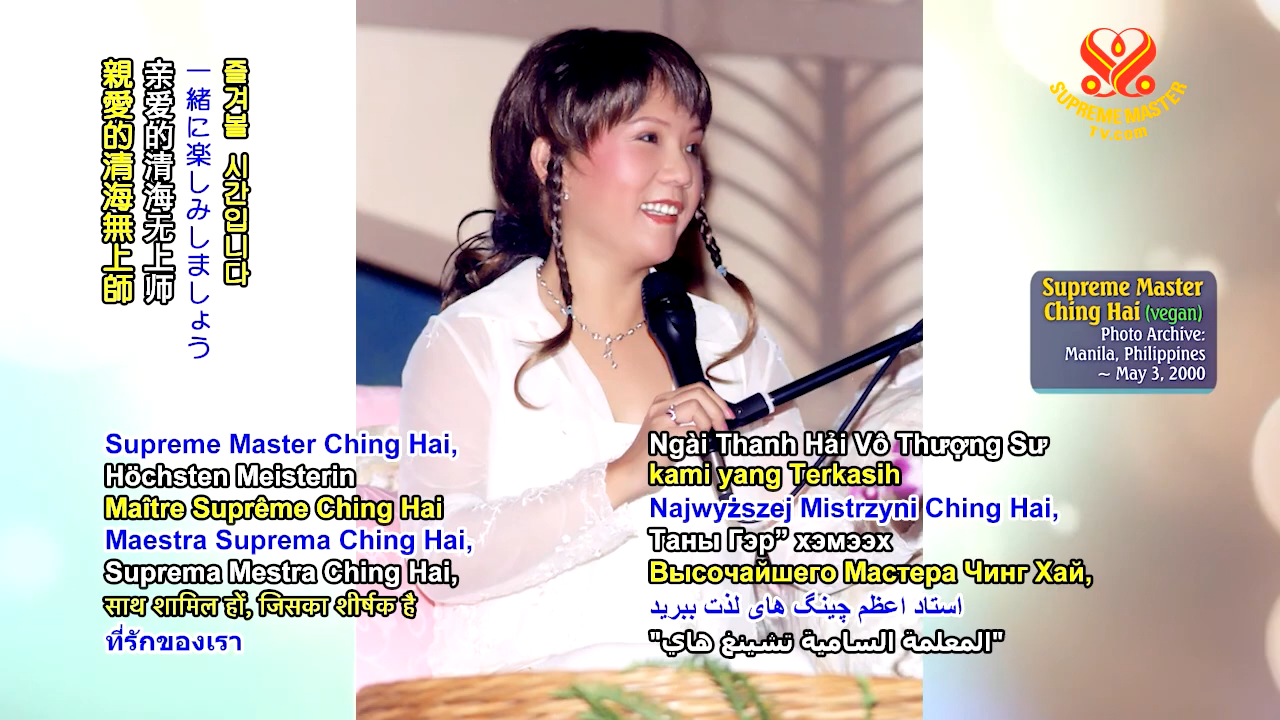 親愛的清海無上師
亲爱的清海无上师
一緒に楽しみしましょう
즐겨볼 시간입니다
SUPREME MASTER
TV.com
Supreme Master
Ching Hai (vegan)
Photo Archive:
Manila, Philippines
~ May 3, 2000
Supreme Master Ching Hai,
Höchsten Meisterin
Maître Suprême Ching Hai
Maestra Suprema Ching Hai,
Suprema Mestra Ching Hai,
साथ शामिल हों, जिसका शीर्षक है
ที่รักของเรา
Ngài Thanh Hải Vô Thượng Sư
kami yang Terkasih
Najwyższej Mistrzyni Ching Hai,
Таны Гэр” хэмээх
Высочайшего Мастера Чинг Хай,
استاد اعظم چینگ های لذت ببرید
"المعلمة السامية تشينغ هاي"